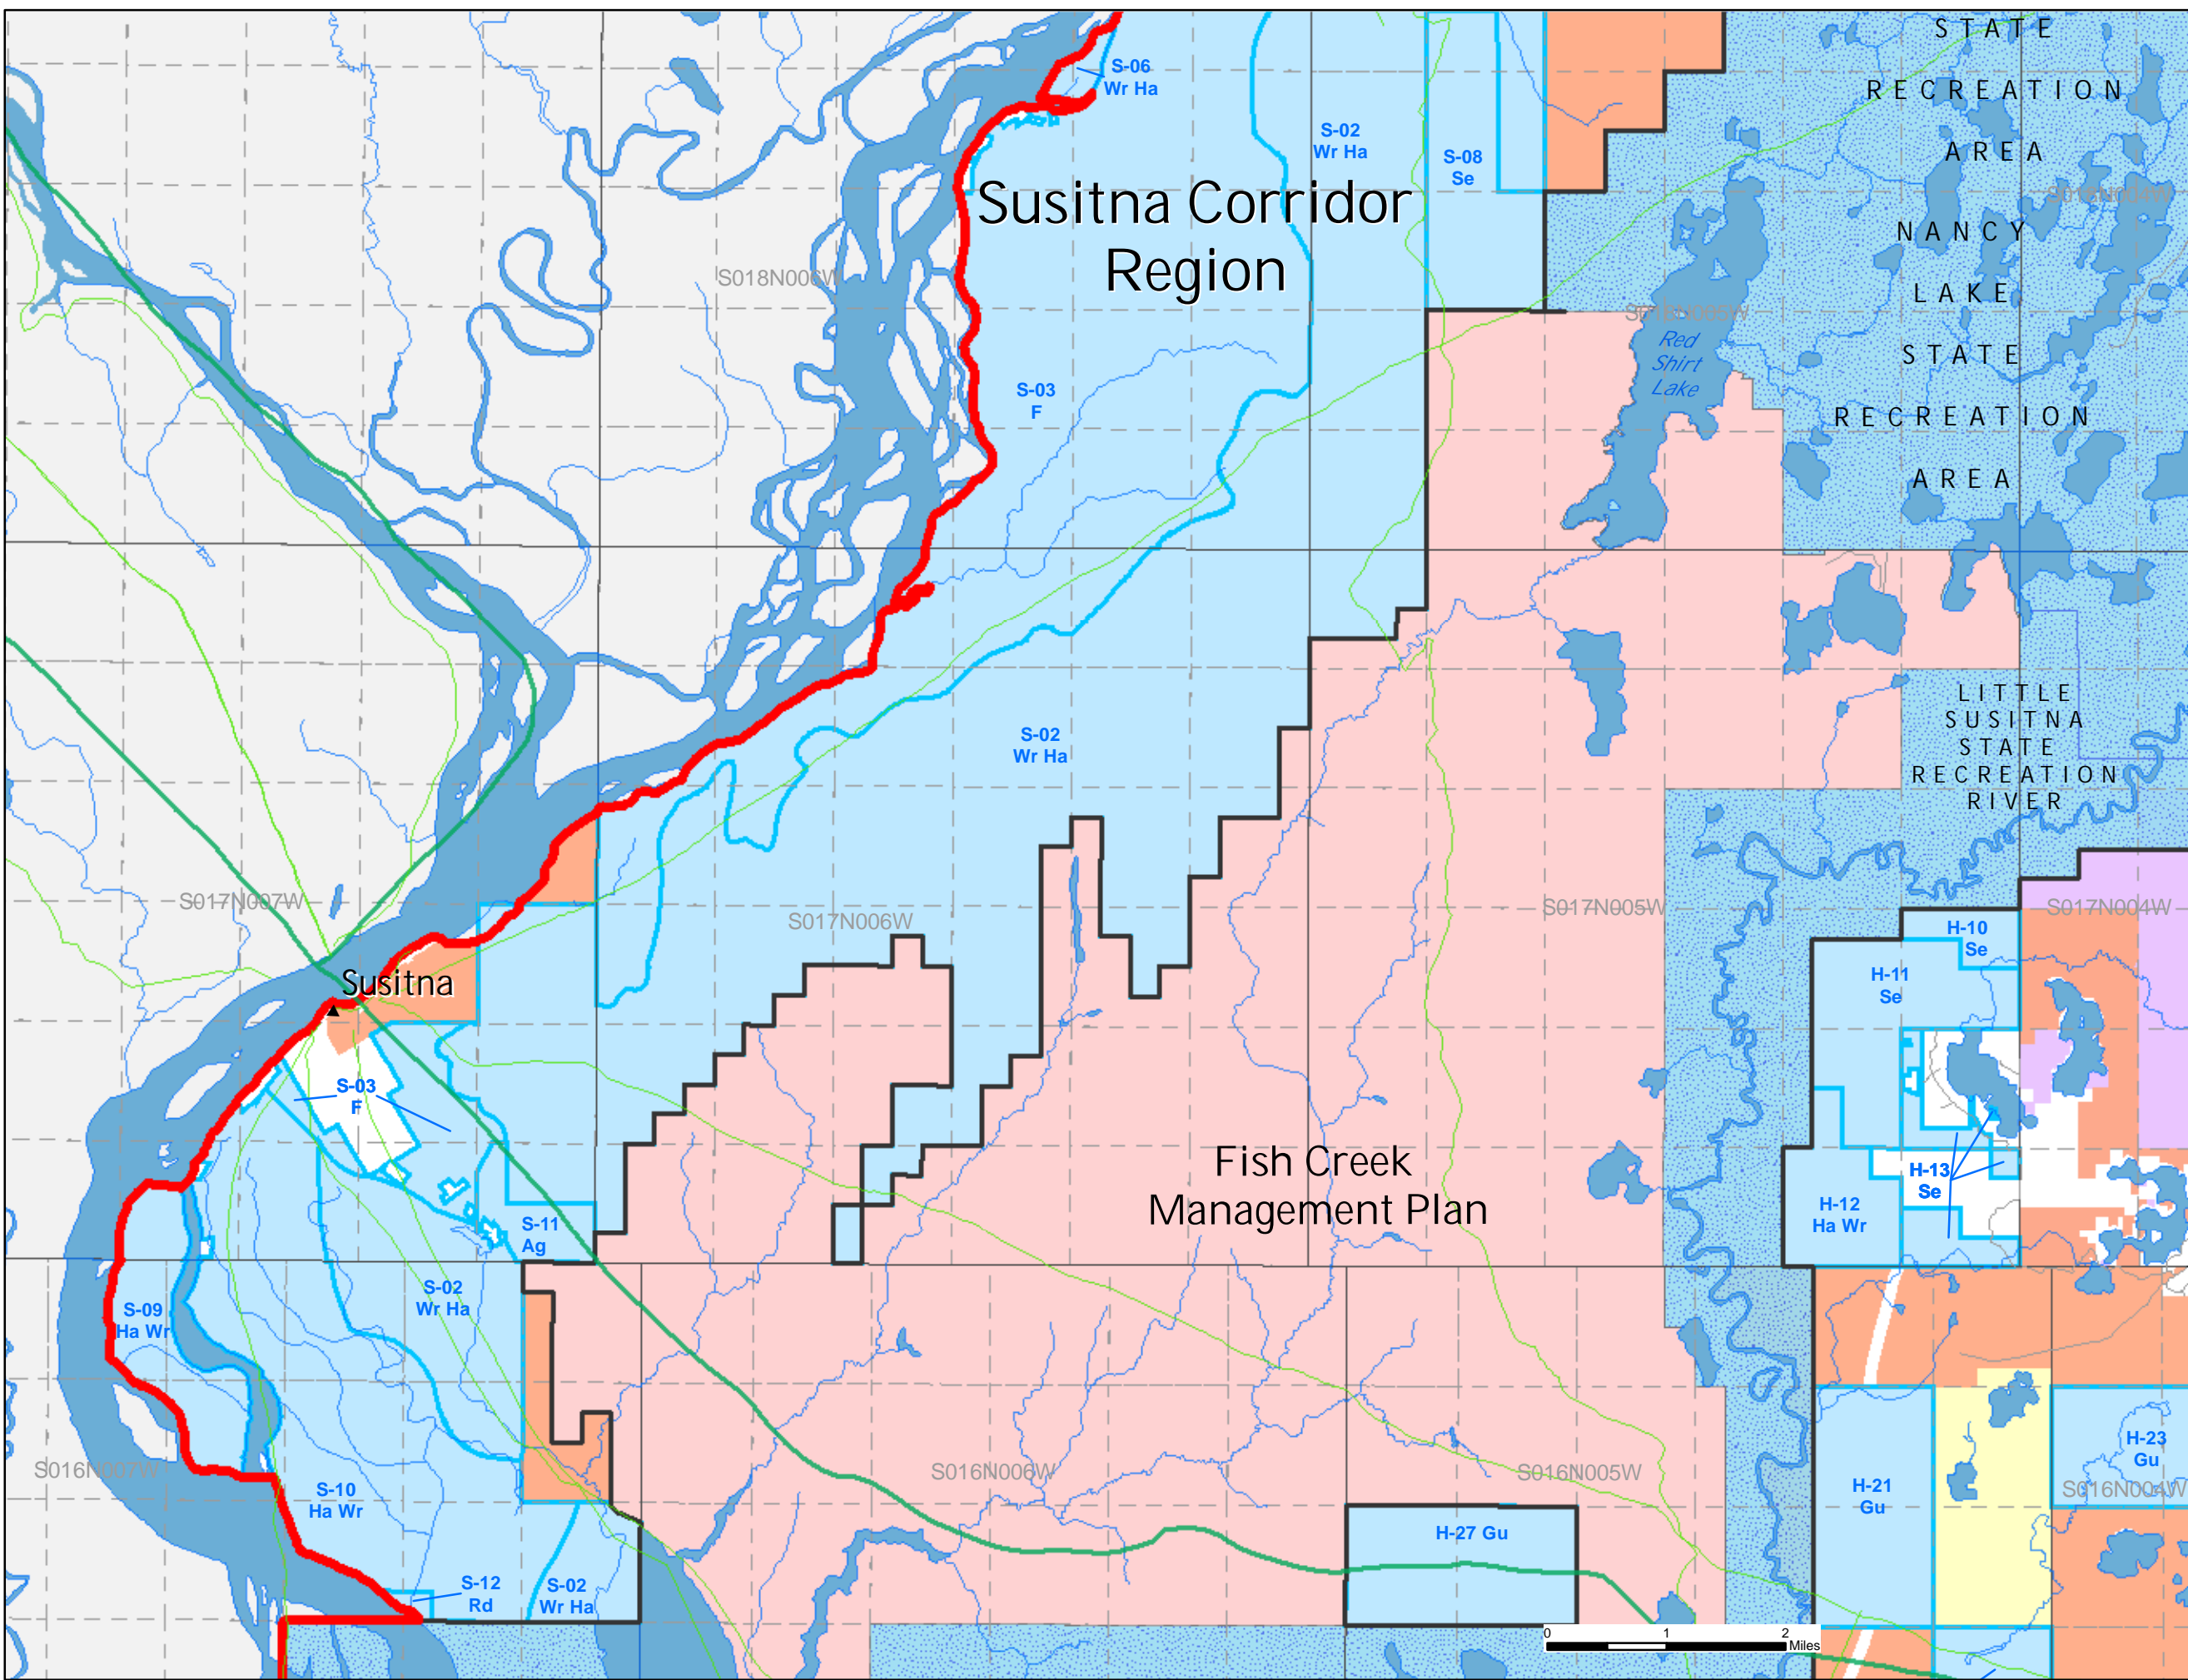 STATE
RECREATION
AREA
S-06
Wr Ha
S-02
Wr Ha
S-08
Se
Susitna Corridor
Region
S018N004W
NANCY
LAKE
STATE
RECREATION
AREA
S018N006W
S018N005W
Red
Shirt
Lake
S-03
F
LITTLE
SUSITNA
STATE
RECREATION
RIVER
S-02
Wr Ha
S017N007W
S017N006W
S017N005W
S017N004W
H-10
Se
H-11
Se
Susitna
S-03
F
Fish Creek
Management Plan
H-13
Se
H-12
Ha Wr
S-11
Ag
S-02
Wr Ha
S-09
Ha Wr
S016N007W
S016N006W
S016N005W
S016N004W
H-23
Gu
H-21
Gu
S-10
Ha Wr
H-27 Gu
S-12
Rd
S-02
Wr Ha
0 1 2
Miles